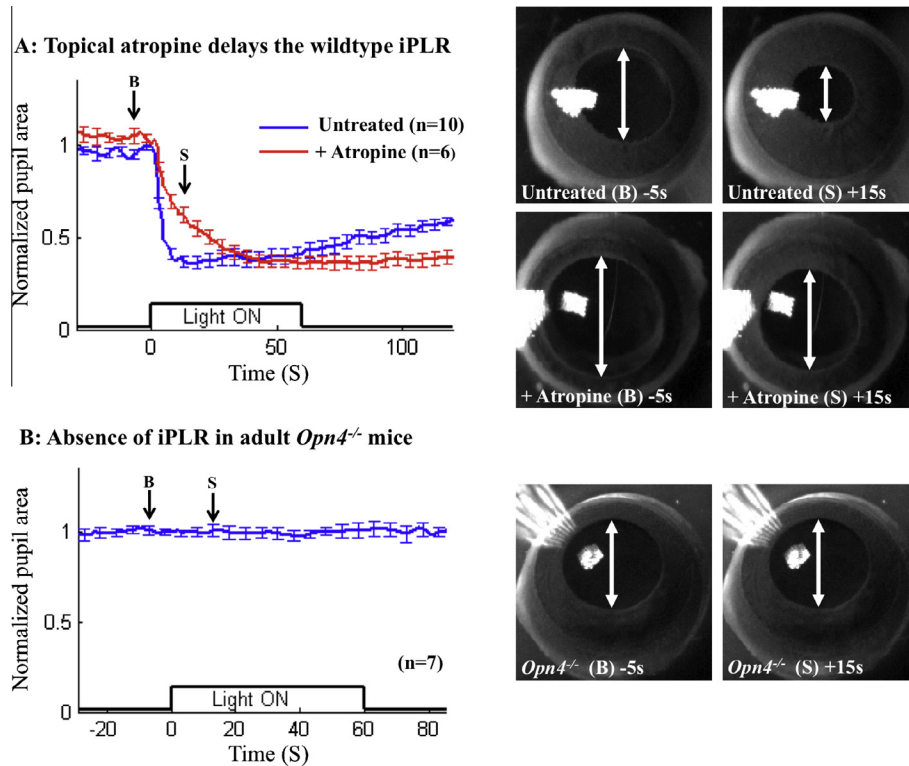 A: Topical atropine delays the wildtype iPLR
B
S
Untreated (n=10)
+ Atropine (n=6)
Normalized pupil area
1
0.5
0
Light ON
0 50 100
Time (S)
Untreated (B) -5s
Untreated (S) +15s
+ Atropine (B) -5s
+ Atropine (S) +15s
B: Absence of iPLR in adult Opn4-/- mice
B
S
Normalized pupil area
1
0.5
0
(n=7)
Light ON
-20 0 20 40 60 80
Time (S)
Opn4-/- (B) -5s
Opn4-/- (S) +15s